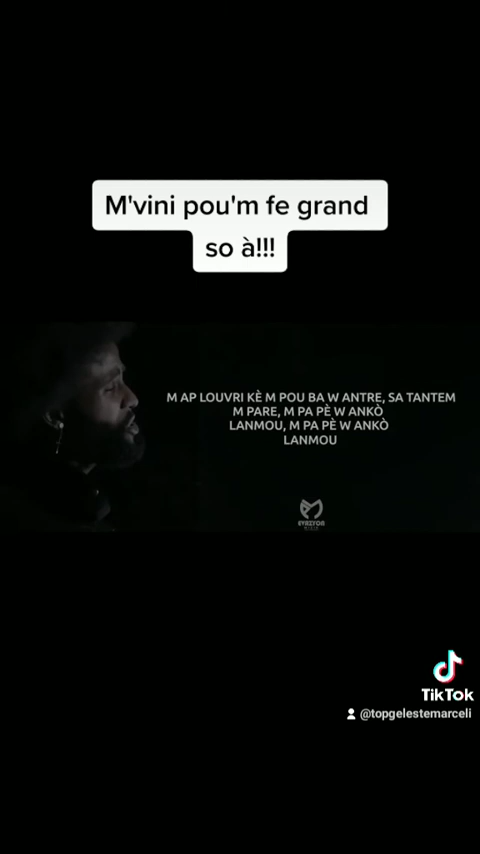 M'vini pou'm fe grand
so à!!!
M AP LOUVRI KÈ M POU BA W ANTRE, SA TANTEM
M PARE, M PA PÈ W ANKÒ
LANMOU, M PA PÈ W ANKÒ
LANMOU
TikTok
@topgelestemarceli